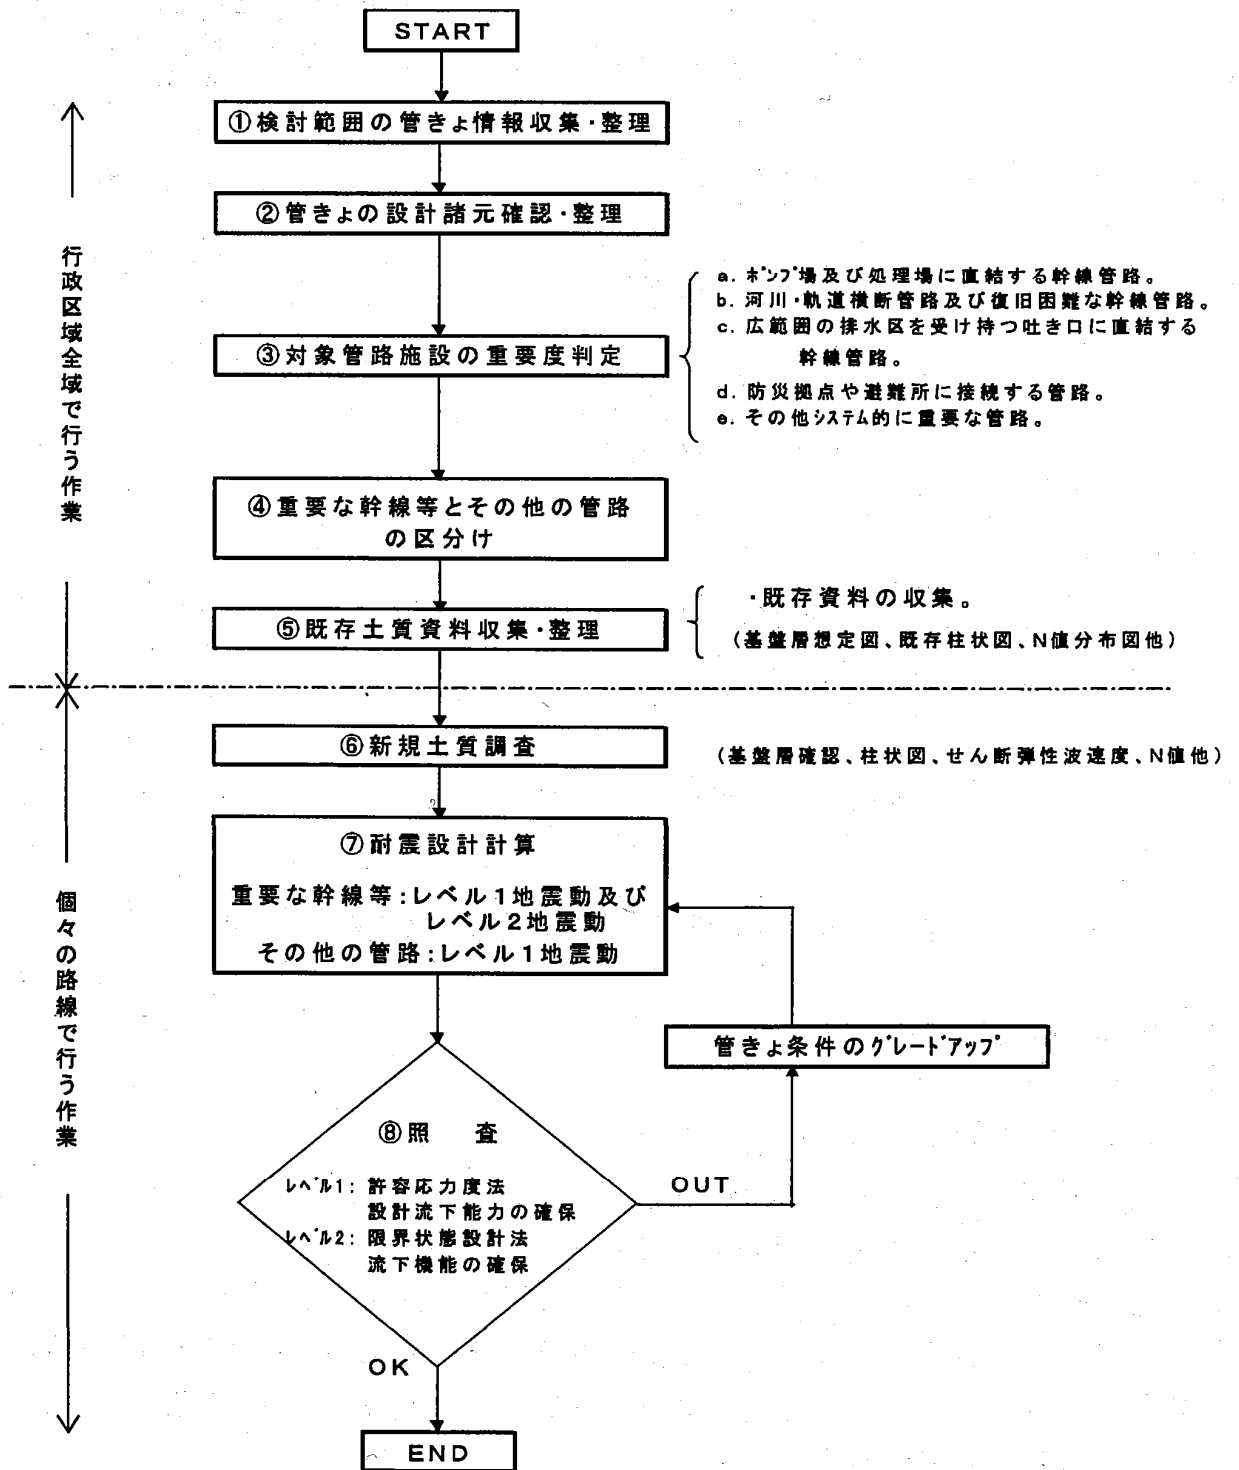 START
①検討範囲の管きょ情報収集・整理
②管きょの設計諸元確認・整理
③対象管路施設の重要度判定
a. ポンプ場及び処理場に直結する幹線管路。
b. 河川・軌道横断管路及び復旧困難な幹線管路。
c. 広範囲の排水区を受け持つ吐き口に直結する
幹線管路。
d. 防災拠点や避難所に接続する管路。
e. その他システム的に重要な管路。
④重要な幹線等とその他の管路
の区分け
⑤既存土質資料収集・整理
・既存資料の収集。
(基盤層想定図、既存柱状図、N値分布図他)
行政区域全域で行う作業
⑥新規土質調査
(基盤層確認、柱状図、せん断弾性波速度、N値他)
⑦耐震設計計算
重要な幹線等:レベル1地震動及び
レベル2地震動
その他の管路:レベル1地震動
管きょ条件のグレードアップ
⑧照 査
レベル1: 許容応力度法
設計流下能力の確保
レベル2: 限界状態設計法
流下機能の確保
OUT
OK
END
個々の路線で行う作業